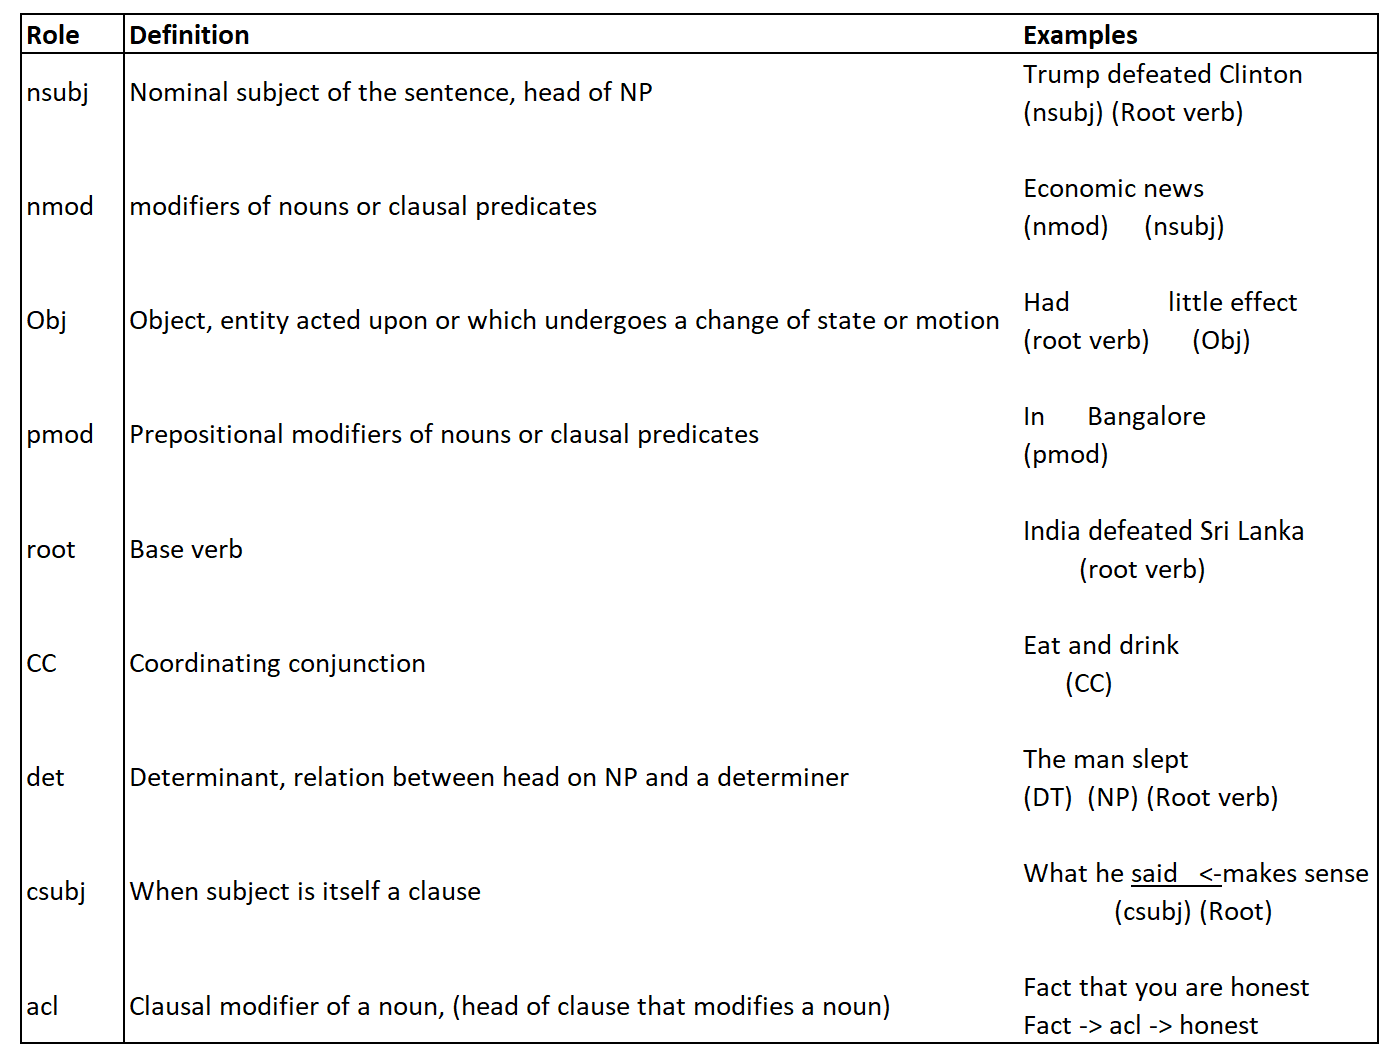 Role Definition Examples
nsubj Nominal subject of the sentence, head of NP
Trump defeated Clinton
(nsubj) (Root verb)
nmod modifiers of nouns or clausal predicates
Economic news
(nmod) (nsubj)
Obj Object, entity acted upon or which undergoes a change of state or motion
Had little effect
(root verb) (Obj)
pmod Prepositional modifiers of nouns or clausal predicates
In Bangalore
(pmod)
root Base verb
India defeated Sri Lanka
(root verb)
CC Coordinating conjunction
Eat and drink
(CC)
det Determinant, relation between head on NP and a determiner
The man slept
(DT) (NP) (Root verb)
csubj When subject is itself a clause
What he said <-makes sense
(csubj) (Root)
acl Clausal modifier of a noun, (head of clause that modifies a noun)
Fact that you are honest
Fact -> acl -> honest